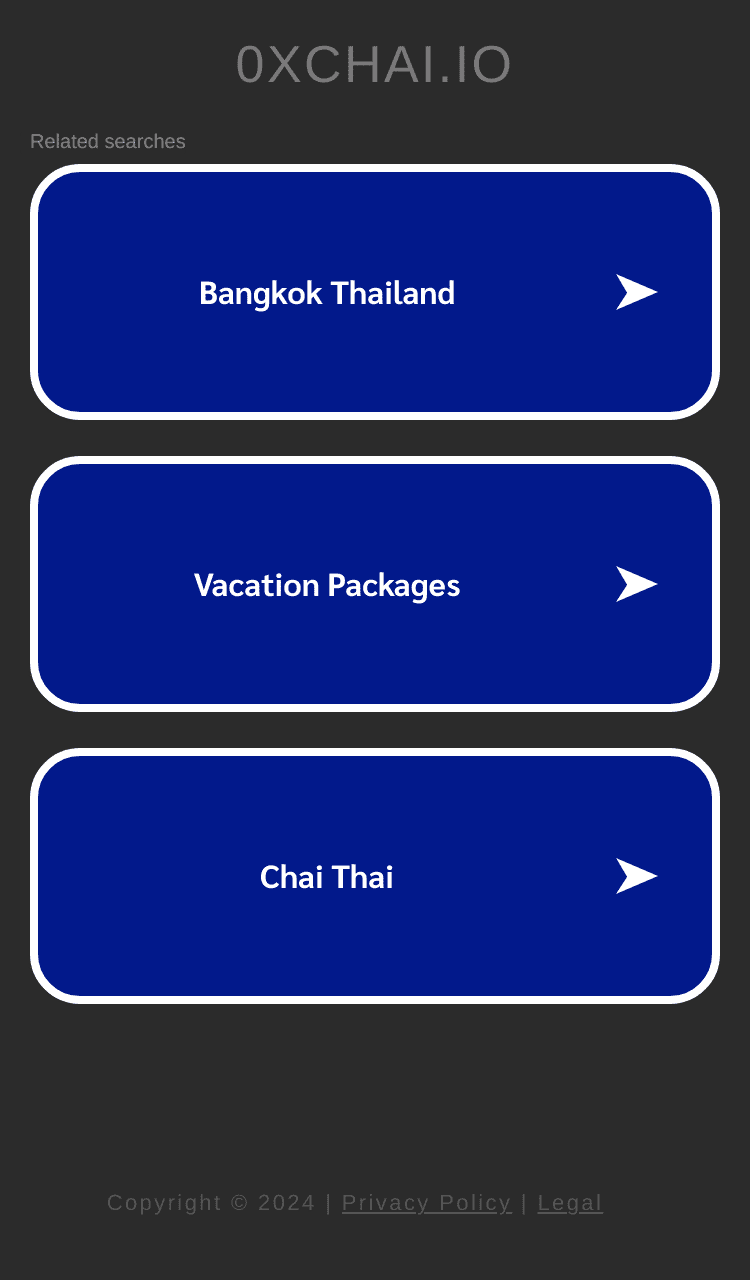 0XCHAI.IO
Related searches
Bangkok Thailand
Vacation Packages
Chai Thai
Copyright © 2024 | Privacy Policy | Legal